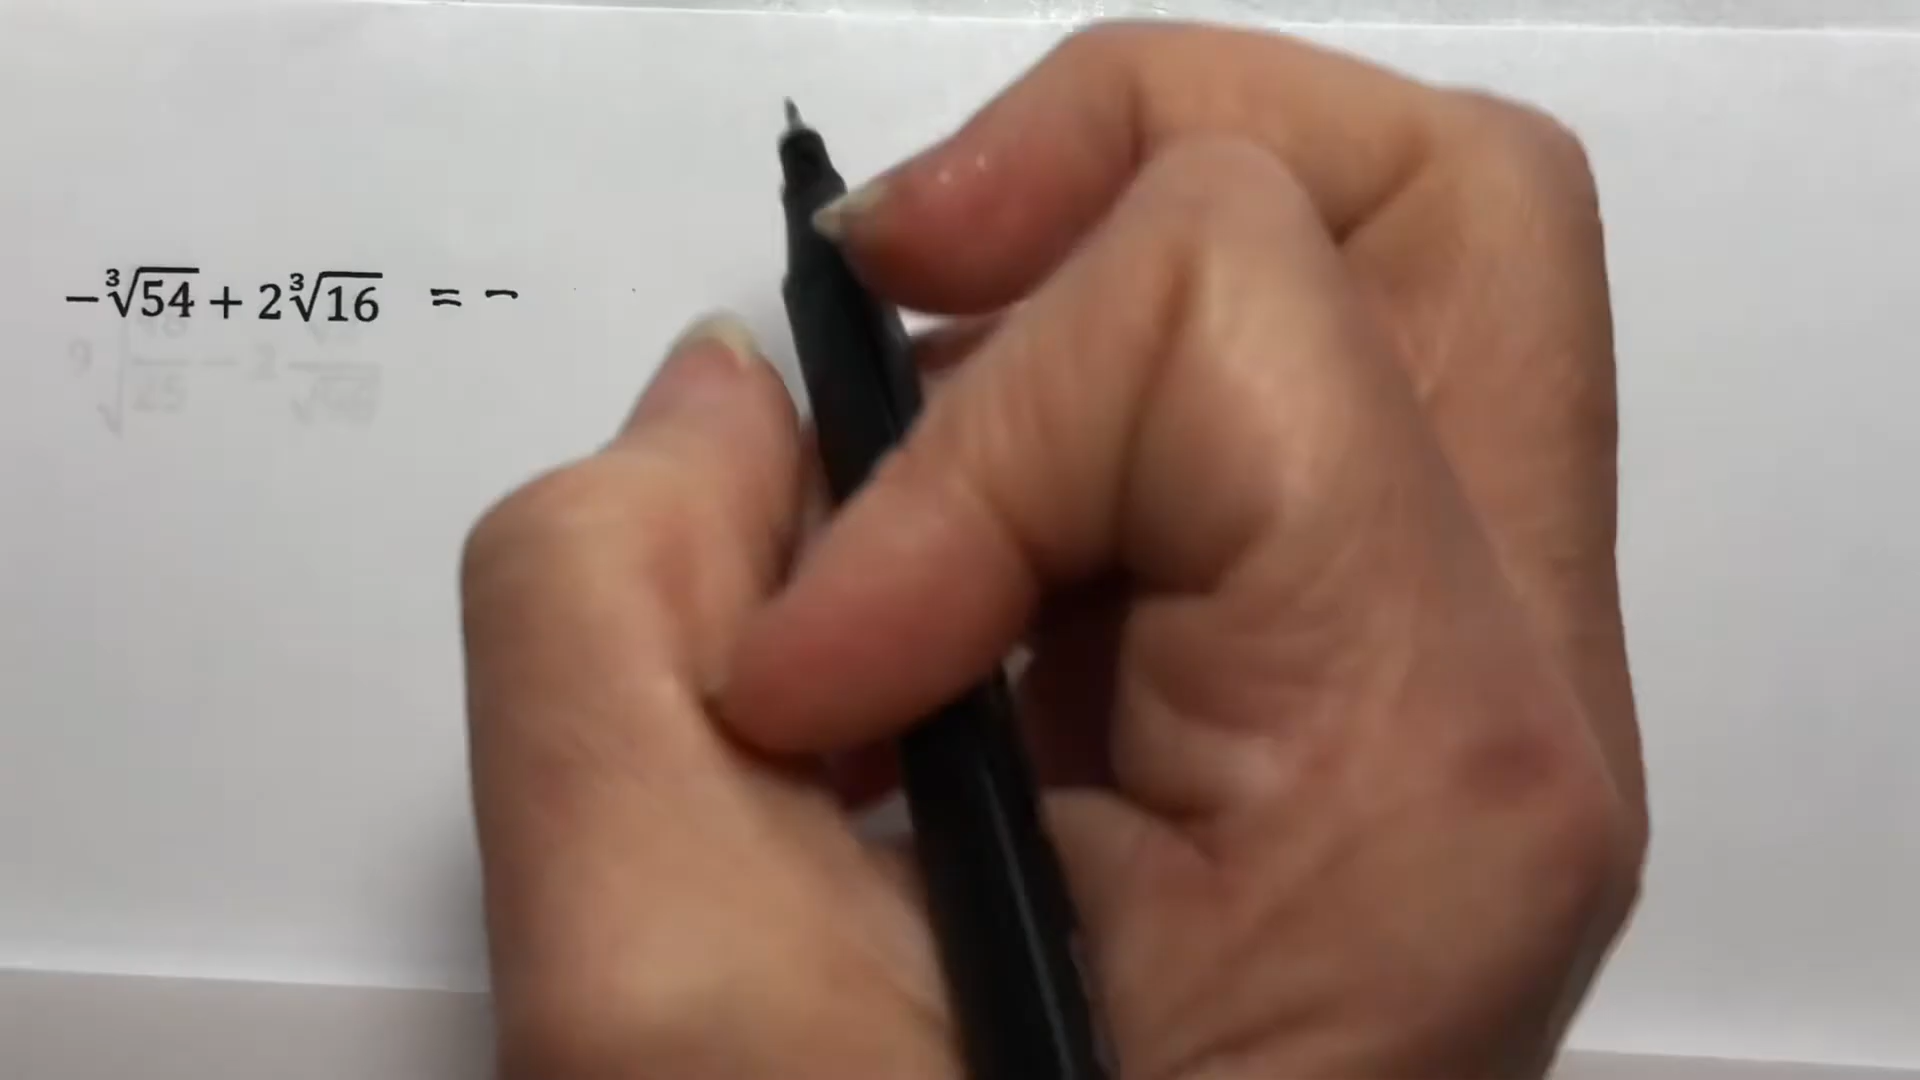 −∛54 + 2∛16 = −